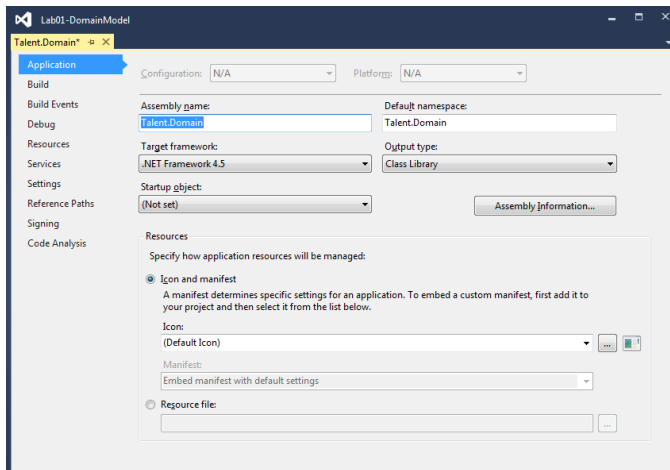 Lab01-DomainModel
Talent.Domain*
Application
Build
Build Events
Debug
Resources
Services
Settings
Reference Paths
Signing
Code Analysis
Configuration: N/A Platform: N/A
Assembly name: Default namespace:
Talent.Domain Talent.Domain
Target framework: Output type:
.NET Framework 4.5 Class Library
Startup object:
(Not set) Assembly Information...
Resources
Specify how application resources will be managed:
Icon and manifest
A manifest determines specific settings for an application. To embed a custom manifest, first add it to
your project and then select it from the list below.
Icon:
(Default Icon) ...
Manifest:
Embed manifest with default settings
Resource file:
...